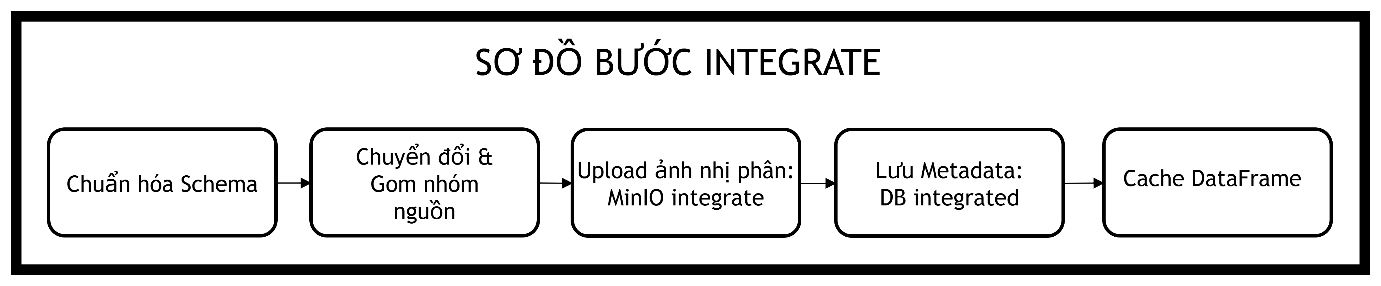 SƠ ĐỒ BƯỚC INTEGRATE
Chuẩn hóa Schema
Chuyển đổi &
Gom nhóm
nguồn
Upload ảnh nhị phân:
MinIO integrate
Lưu Metadata:
DB integrated
Cache DataFrame